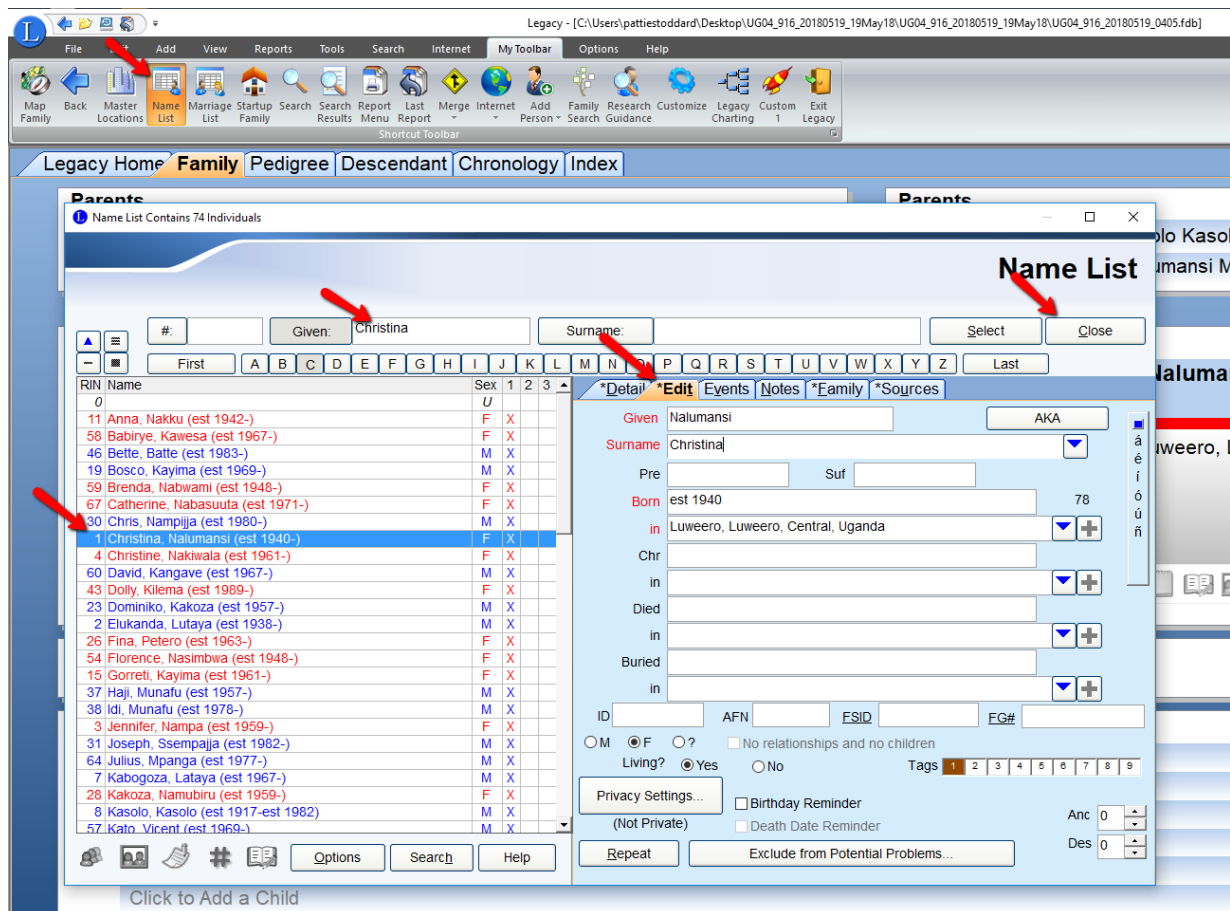 Legacy - [C:\Users\pattiestoddard\Desktop\UG04_916_20180519_19May18\UG04_916_20180519_19May18\UG04_916_20180519_0405.fdb]
File Add View Reports Tools Search Internet My Toolbar Options Help
Map Family Back Master Locations Name List Marriage List Startup Family Search Search Results Report Menu Last Report Merge Internet Add Person Family Search Research Guidance Customize Legacy Charting Custom 1 Exit Legacy
Shortcut Toolbar
Legacy Home Family Pedigree Descendant Chronology Index
Parents Parents
Name List Contains 74 Individuals
Name List
#: Given: Christina Surname: Select Close
First A B C D E F G H I J K L M N O P Q R S T U V W X Y Z Last
RIN Name Sex 1 2 3
0 U
11 Anna, Nakku (est 1942-) F X
58 Babirye, Kawesa (est 1967-) F X
46 Bette, Batte (est 1983-) M X
19 Bosco, Kayima (est 1969-) M X
59 Brenda, Nabwami (est 1948-) F X
67 Catherine, Nabasuuta (est 1971-) F X
30 Chris, Nampijja (est 1980-) M X
1 Christina, Nalumansi (est 1940-) F X
4 Christine, Nakiwala (est 1961-) F X
60 David, Kangave (est 1967-) M X
43 Dolly, Kilema (est 1989-) F X
23 Dominiko, Kakoza (est 1957-) M X
2 Elukanda, Lutaya (est 1938-) M X
26 Fina, Petero (est 1963-) F X
54 Florence, Nasimbwa (est 1948-) F X
15 Gorreti, Kayima (est 1961-) F X
37 Haji, Munafu (est 1957-) M X
38 Idi, Munafu (est 1978-) M X
3 Jennifer, Nampa (est 1959-) F X
31 Joseph, Ssempajja (est 1982-) M X
64 Julius, Mpanga (est 1977-) M X
7 Kabogoza, Lataya (est 1967-) M X
28 Kakoza, Namubiru (est 1959-) F X
8 Kasolo, Kasolo (est 1917-est 1982) M X
57 Kato, Vicent (est 1969-) M X
Options Search Help
*Detail *Edit Events Notes *Family *Sources
Given Nalumansi AKA
Surname Christina
Pre Suf
Born est 1940 78
in Luweero, Luweero, Central, Uganda
Chr
in
Died
in
Buried
in
á
é
í
ó
ú
ñ
ID AFN FSID FG#
M F ? No relationships and no children
Living? Yes No Tags 1 2 3 4 5 6 7 8 9
Privacy Settings... Birthday Reminder
(Not Private) Death Date Reminder
Anc 0
Des 0
Repeat Exclude from Potential Problems...
Click to Add a Child